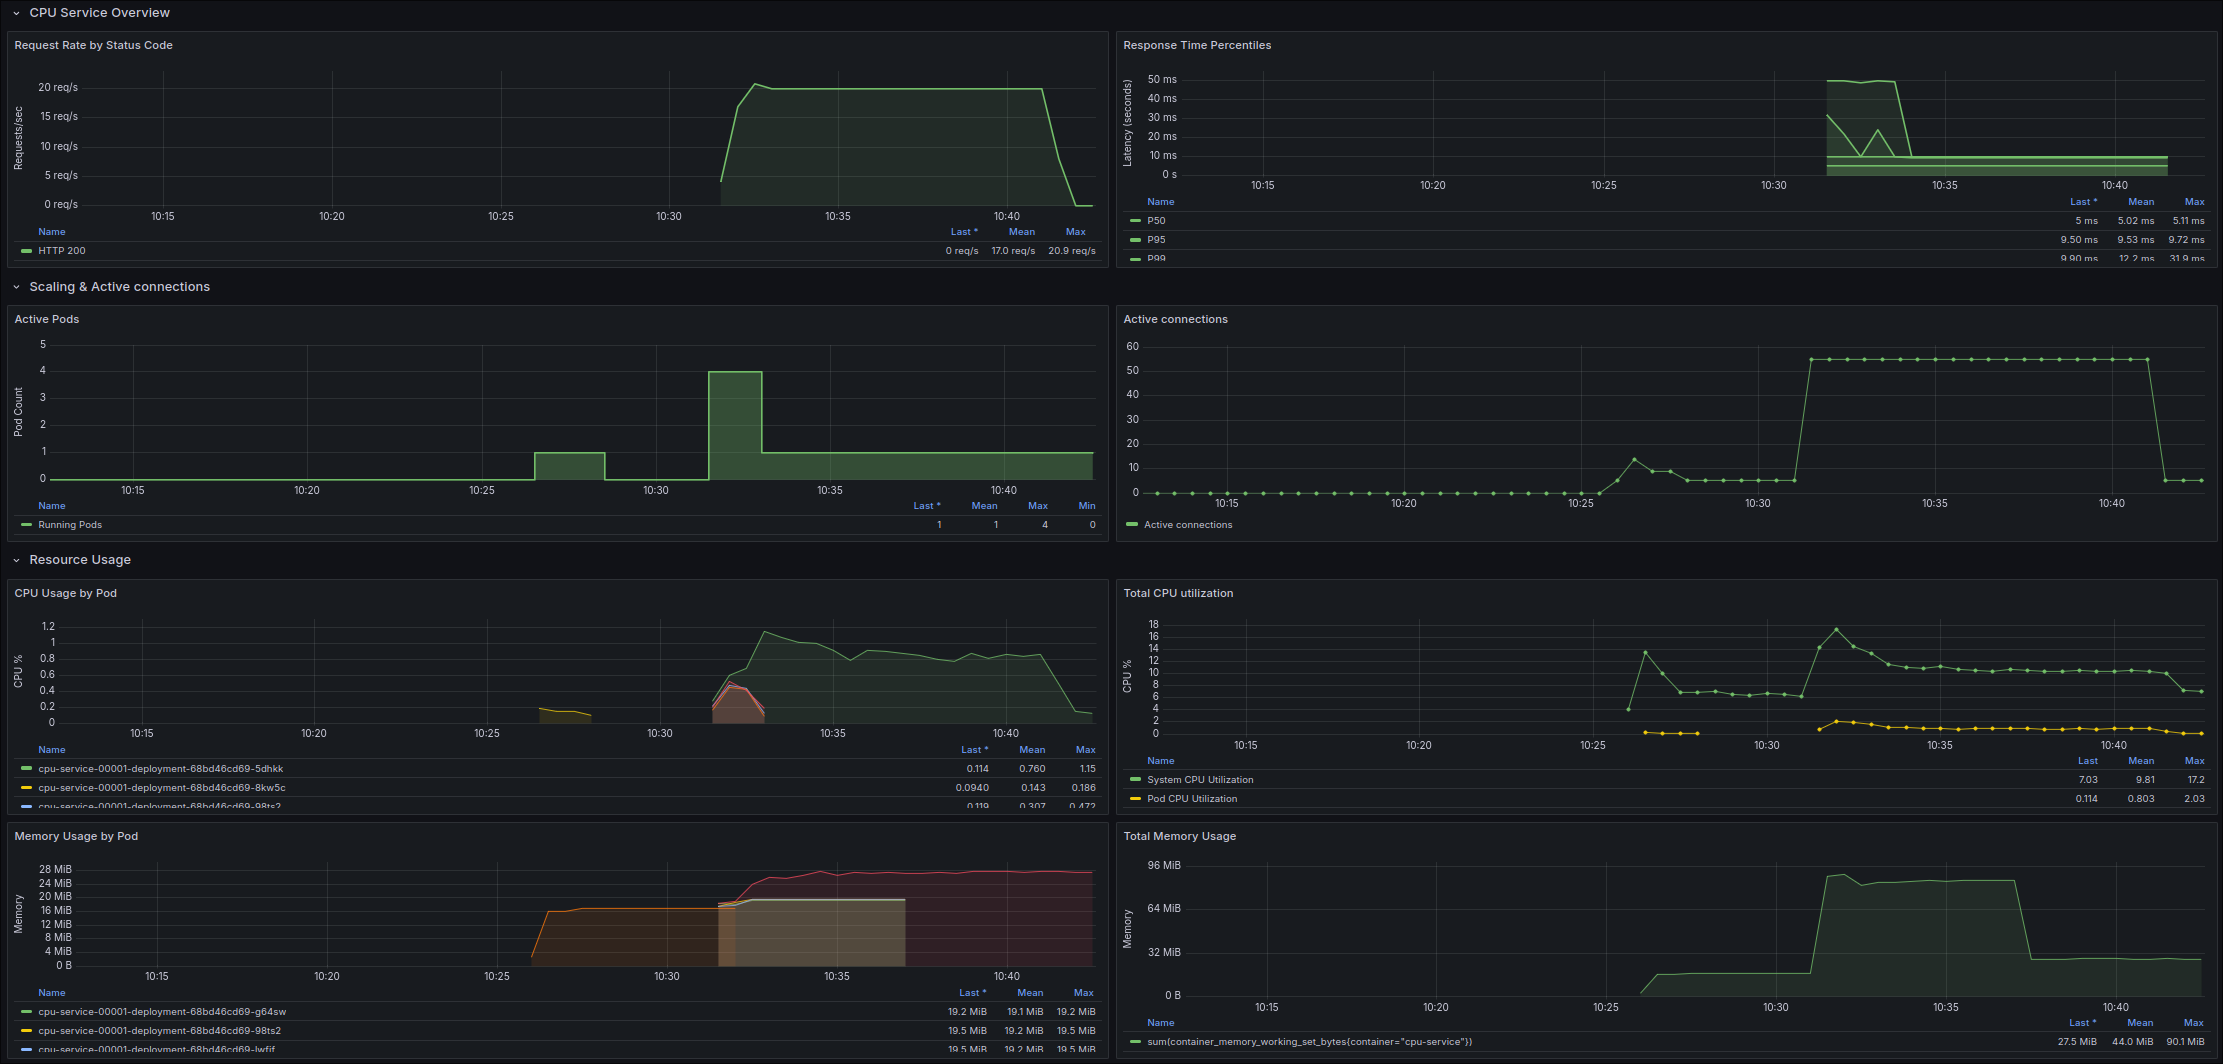 CPU Service Overview
Request Rate by Status Code
Requests/sec
20 req/s
15 req/s
10 req/s
5 req/s
0 req/s
10:15 10:20 10:25 10:30 10:35 10:40
Name Last * Mean Max
HTTP 200 0 req/s 17.0 req/s 20.9 req/s
Response Time Percentiles
Latency (seconds)
50 ms
40 ms
30 ms
20 ms
10 ms
0 s
10:15 10:20 10:25 10:30 10:35 10:40
Name Last * Mean Max
P50 5 ms 5.02 ms 5.11 ms
P95 9.50 ms 9.53 ms 9.72 ms
P99 9.90 ms 12.2 ms 31.9 ms
Scaling & Active connections
Active Pods
Pod Count
5
4
3
2
1
0
10:15 10:20 10:25 10:30 10:35 10:40
Name Last * Mean Max Min
Running Pods 1 1 4 0
Active connections
60
50
40
30
20
10
0
10:15 10:20 10:25 10:30 10:35 10:40
Active connections
Resource Usage
CPU Usage by Pod
CPU %
1.2
1
0.8
0.6
0.4
0.2
0
10:15 10:20 10:25 10:30 10:35 10:40
Name Last * Mean Max
cpu-service-00001-deployment-68bd46cd69-5dhkk 0.114 0.760 1.15
cpu-service-00001-deployment-68bd46cd69-8kw5c 0.0940 0.143 0.186
cpu-service-00001-deployment-68bd46cd69-98ts2 0.119 0.307 0.472
Total CPU utilization
CPU %
18
16
14
12
10
8
6
4
2
0
10:15 10:20 10:25 10:30 10:35 10:40
Name Last Mean Max
System CPU Utilization 7.03 9.81 17.2
Pod CPU Utilization 0.114 0.803 2.03
Memory Usage by Pod
Memory
28 MiB
24 MiB
20 MiB
16 MiB
12 MiB
8 MiB
4 MiB
0 B
10:15 10:20 10:25 10:30 10:35 10:40
Name Last * Mean Max
cpu-service-00001-deployment-68bd46cd69-g64sw 19.2 MiB 19.1 MiB 19.2 MiB
cpu-service-00001-deployment-68bd46cd69-98ts2 19.5 MiB 19.2 MiB 19.5 MiB
19.5 MiB 19.2 MiB 19.5 MiB
Total Memory Usage
Memory
96 MiB
64 MiB
32 MiB
0 B
10:15 10:20 10:25 10:30 10:35 10:40
Name Last * Mean Max
sum(container_memory_working_set_bytes{container="cpu-service"}) 27.5 MiB 44.0 MiB 90.1 MiB